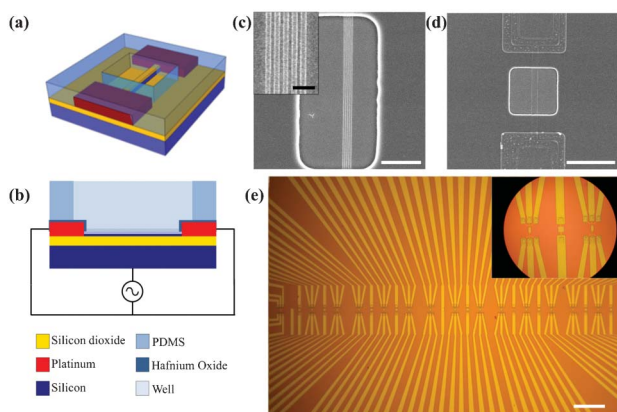 (a)
(b)
Silicon dioxide
Platinum
Silicon
PDMS
Hafnium Oxide
Well
(c)
(d)
(e)